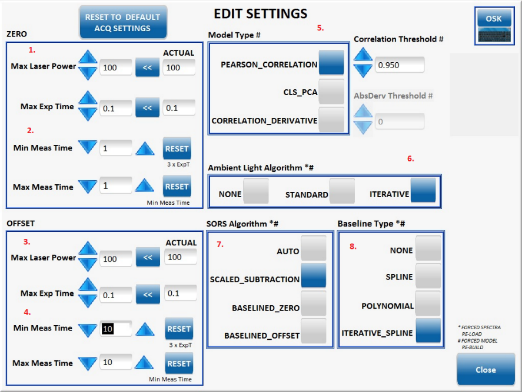 RESET TO DEFAULT
ACQ SETTINGS
EDIT SETTINGS
OSK
ZERO
1.
ACTUAL
Max Laser Power
100
<<
100
Max Exp Time
0.1
<<
0.1
2.
Min Meas Time
1
RESET
3 x ExpT
Max Meas Time
1
RESET
Min Meas Time
Model Type #
5.
PEARSON_CORRELATION
CLS_PCA
CORRELATION_DERIVATIVE
Correlation Threshold #
0.950
AbsDerv Threshold #
0
6.
Ambient Light Algorithm *#
NONE
STANDARD
ITERATIVE
OFFSET
3.
ACTUAL
Max Laser Power
100
<<
100
Max Exp Time
0.1
<<
0.1
4.
Min Meas Time
10
RESET
3 x ExpT
Max Meas Time
10
RESET
Min Meas Time
SORS Algorithm *#
7.
AUTO
SCALED_SUBTRACTION
BASELINED_ZERO
BASELINED_OFFSET
Baseline Type *#
8.
NONE
SPLINE
POLYNOMIAL
ITERATIVE_SPLINE
* FORCED SPECTRA
RE-LOAD
# FORCED MODEL
RE-BUILD
Close